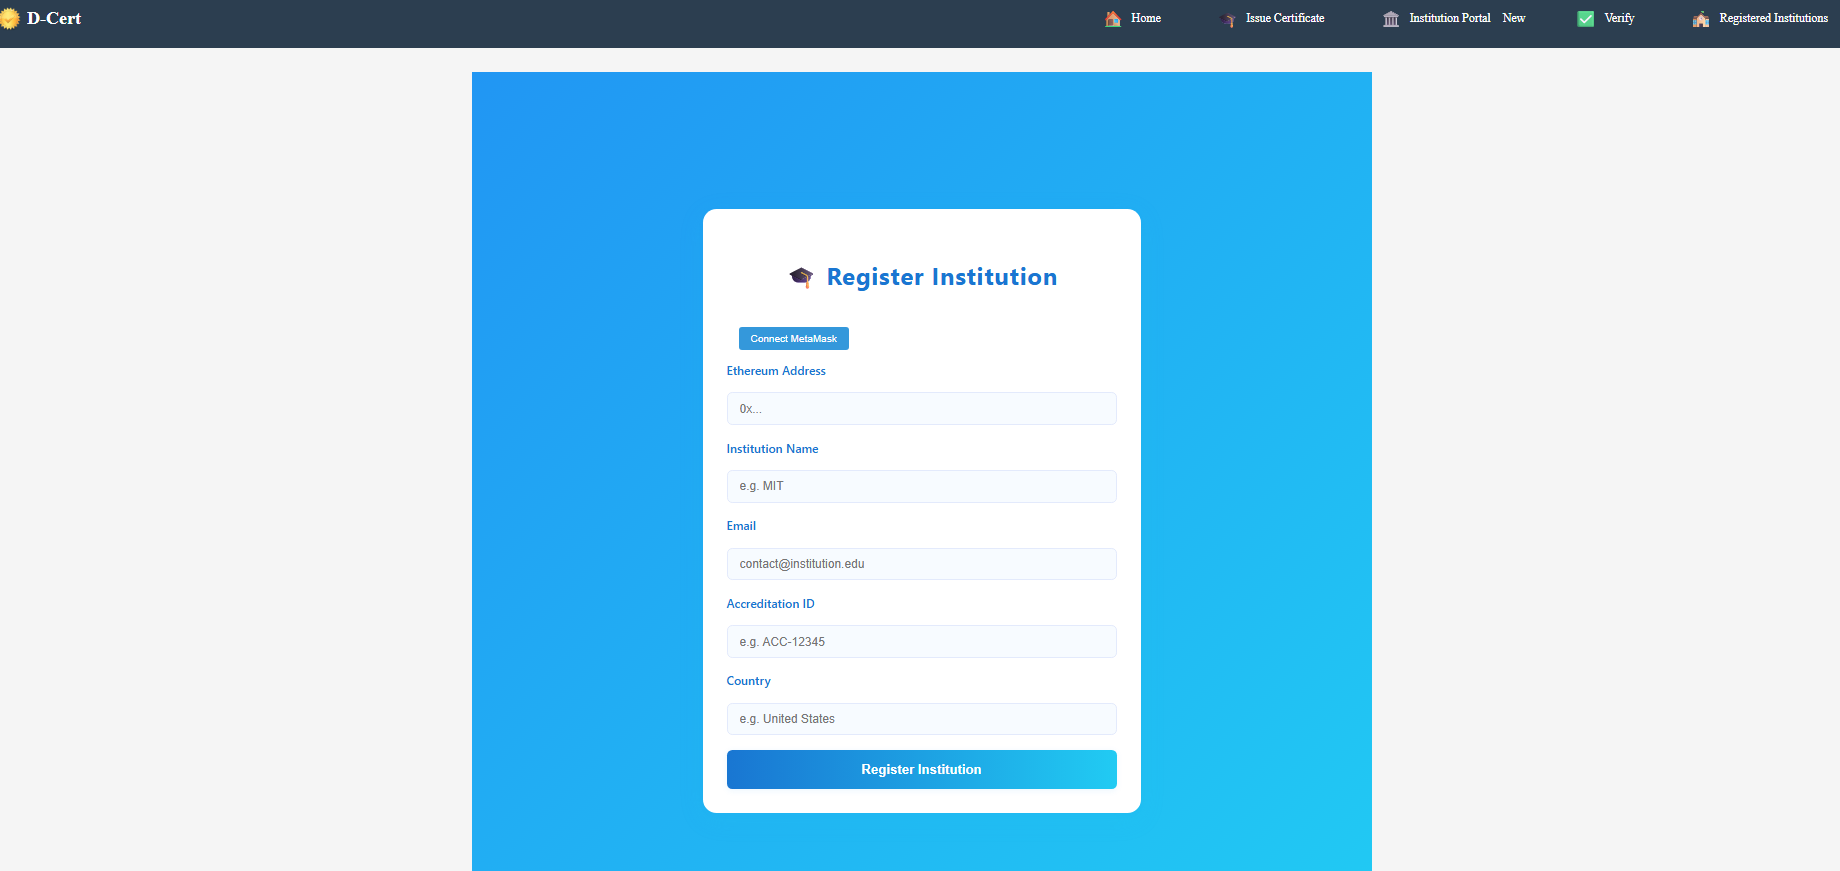 D-Cert
Home
Issue Certificate
Institution Portal New
Verify
Registered Institutions
Register Institution
Connect MetaMask
Ethereum Address
0x...
Institution Name
e.g. MIT
Email
contact@institution.edu
Accreditation ID
e.g. ACC-12345
Country
e.g. United States
Register Institution